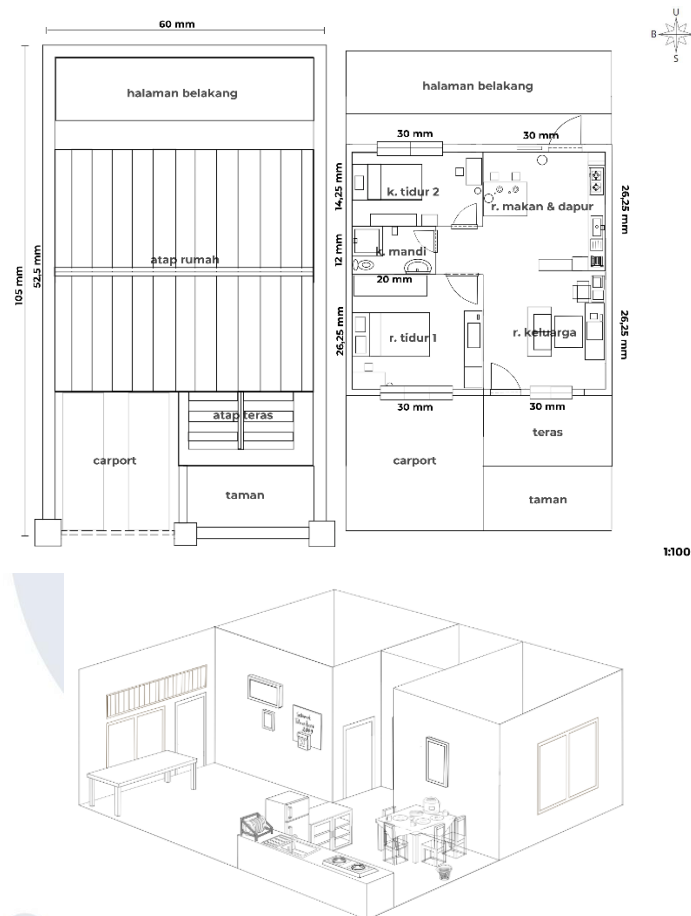 60 mm
U
B
S
halaman belakang
halaman belakang
30 mm
30 mm
14,25 mm
k. tidur 2
r. makan & dapur
26,25 mm
105 mm
52,5 mm
atap rumah
12 mm
k. mandi
20 mm
26,25 mm
r. tidur 1
r. keluarga
26,25 mm
30 mm
30 mm
atap teras
teras
carport
carport
taman
taman
1:100